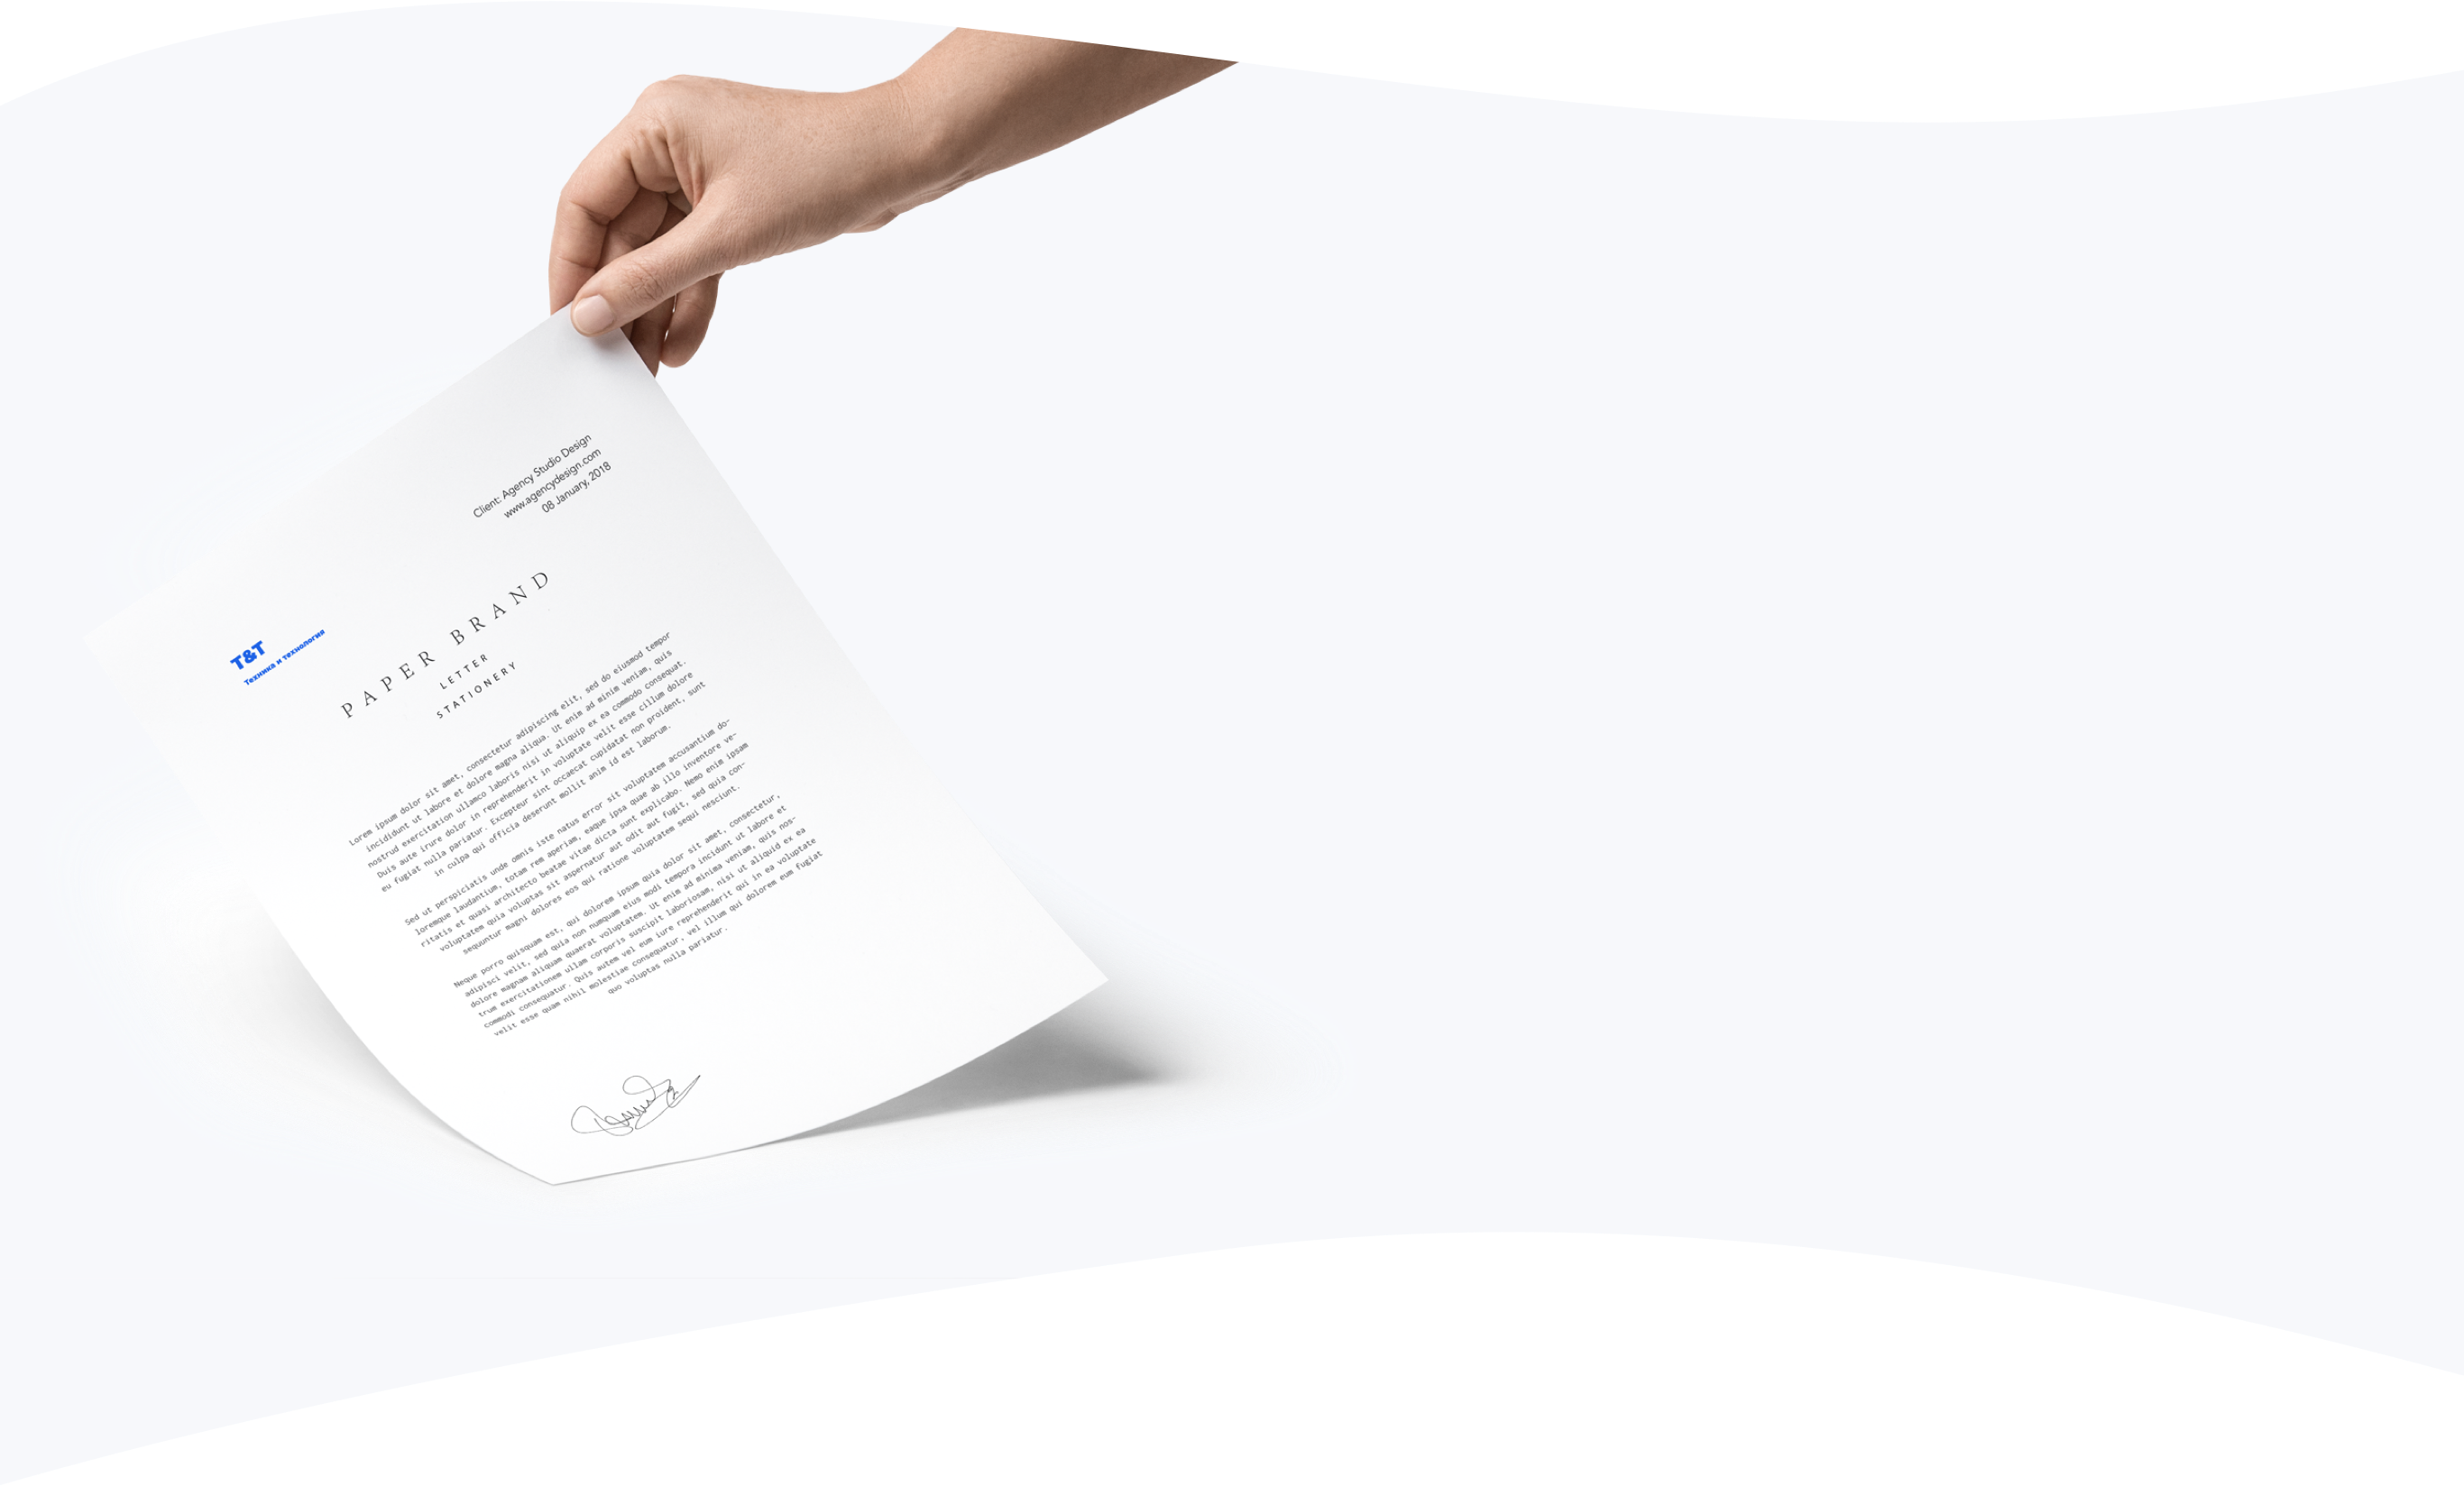 Client: Agency Studio Design
www.agencydesign.com
08 January, 2018
T&T
Техника и технология
PAPER BRAND
LETTER
STATIONERY
Lorem ipsum dolor sit amet, consectetur adipiscing elit, sed do eiusmod tempor
incididunt ut labore et dolore magna aliqua. Ut enim ad minim veniam, quis
nostrud exercitation ullamco laboris nisi ut aliquip ex ea commodo consequat.
Duis aute irure dolor in reprehenderit in voluptate velit esse cillum dolore
eu fugiat nulla pariatur. Excepteur sint occaecat cupidatat non proident, sunt
in culpa qui officia deserunt mollit anim id est laborum.
Sed ut perspiciatis unde omnis iste natus error sit voluptatem accusantium do-
loremque laudantium, totam rem aperiam, eaque ipsa quae ab illo inventore ve-
ritatis et quasi architecto beatae vitae dicta sunt explicabo. Nemo enim ipsam
voluptatem quia voluptas sit aspernatur aut odit aut fugit, sed quia con-
sequuntur magni dolores eos qui ratione voluptatem sequi nesciunt.
Neque porro quisquam est, qui dolorem ipsum quia dolor sit amet, consectetur,
adipisci velit, sed quia non numquam eius modi tempora incidunt ut labore et
dolore magnam aliquam quaerat voluptatem. Ut enim ad minima veniam, quis nos-
trum exercitationem ullam corporis suscipit laboriosam, nisi ut aliquid ex ea
commodi consequatur. Quis autem vel eum iure reprehenderit qui in ea voluptate
velit esse quam nihil molestiae consequatur, vel illum qui dolorem eum fugiat
quo voluptas nulla pariatur.